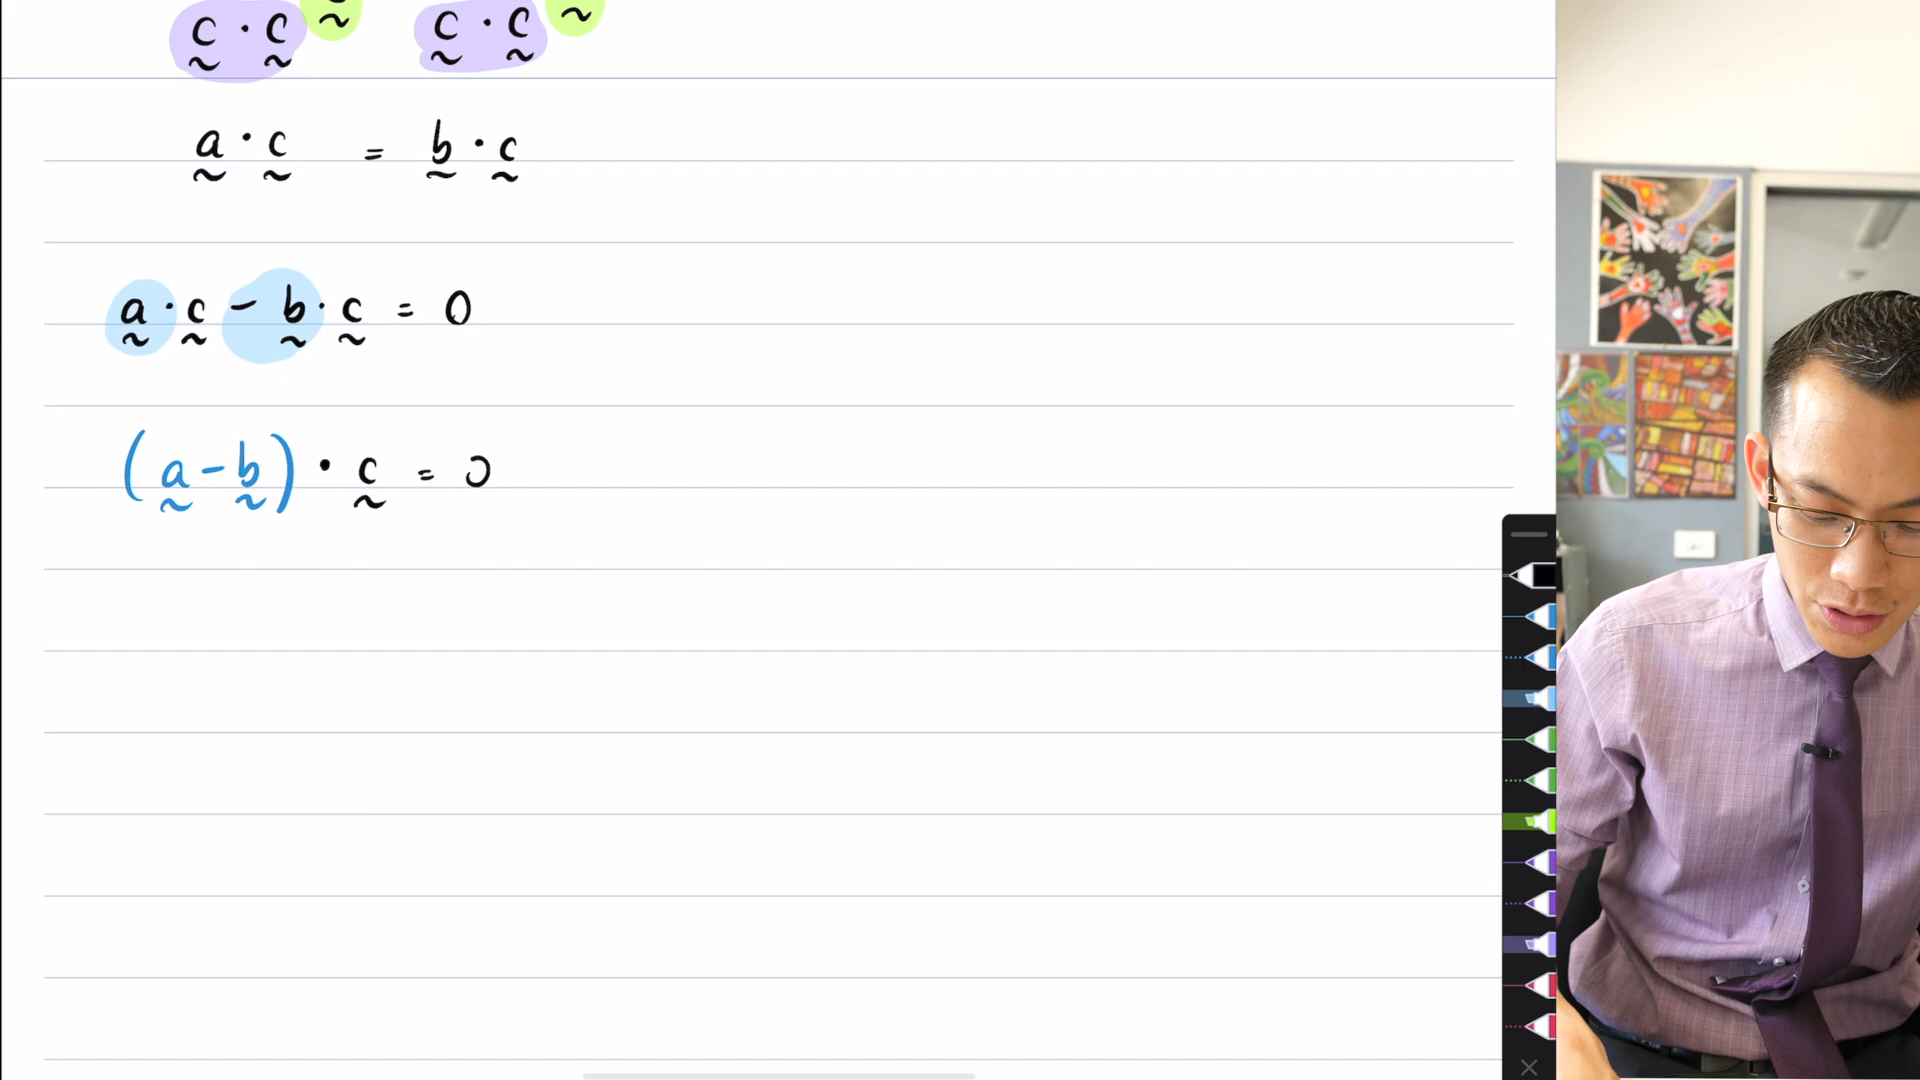 c · c c · c
a · c = b · c
a · c − b · c = 0
(a − b) · c = 0